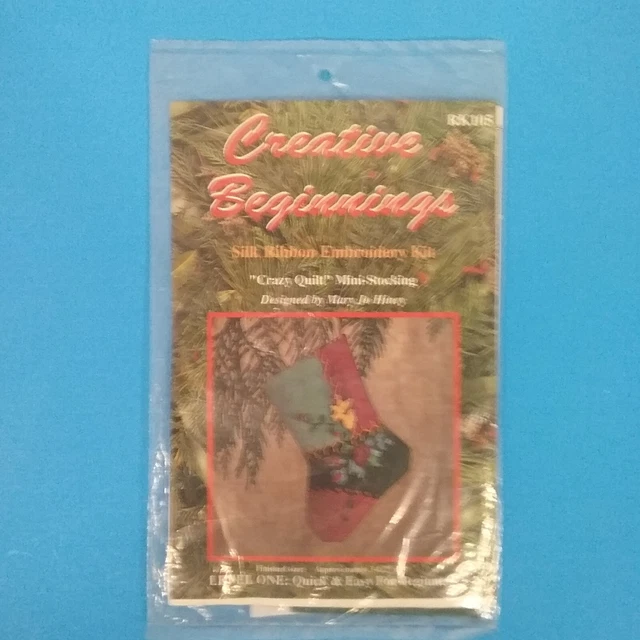 Creative
Beginnings
Silk Ribbon Embroidery Kit
"Crazy Quilt" Mini-Stocking
Designed by Mary Jo Hiney
LEVEL ONE: Quick & Easy For